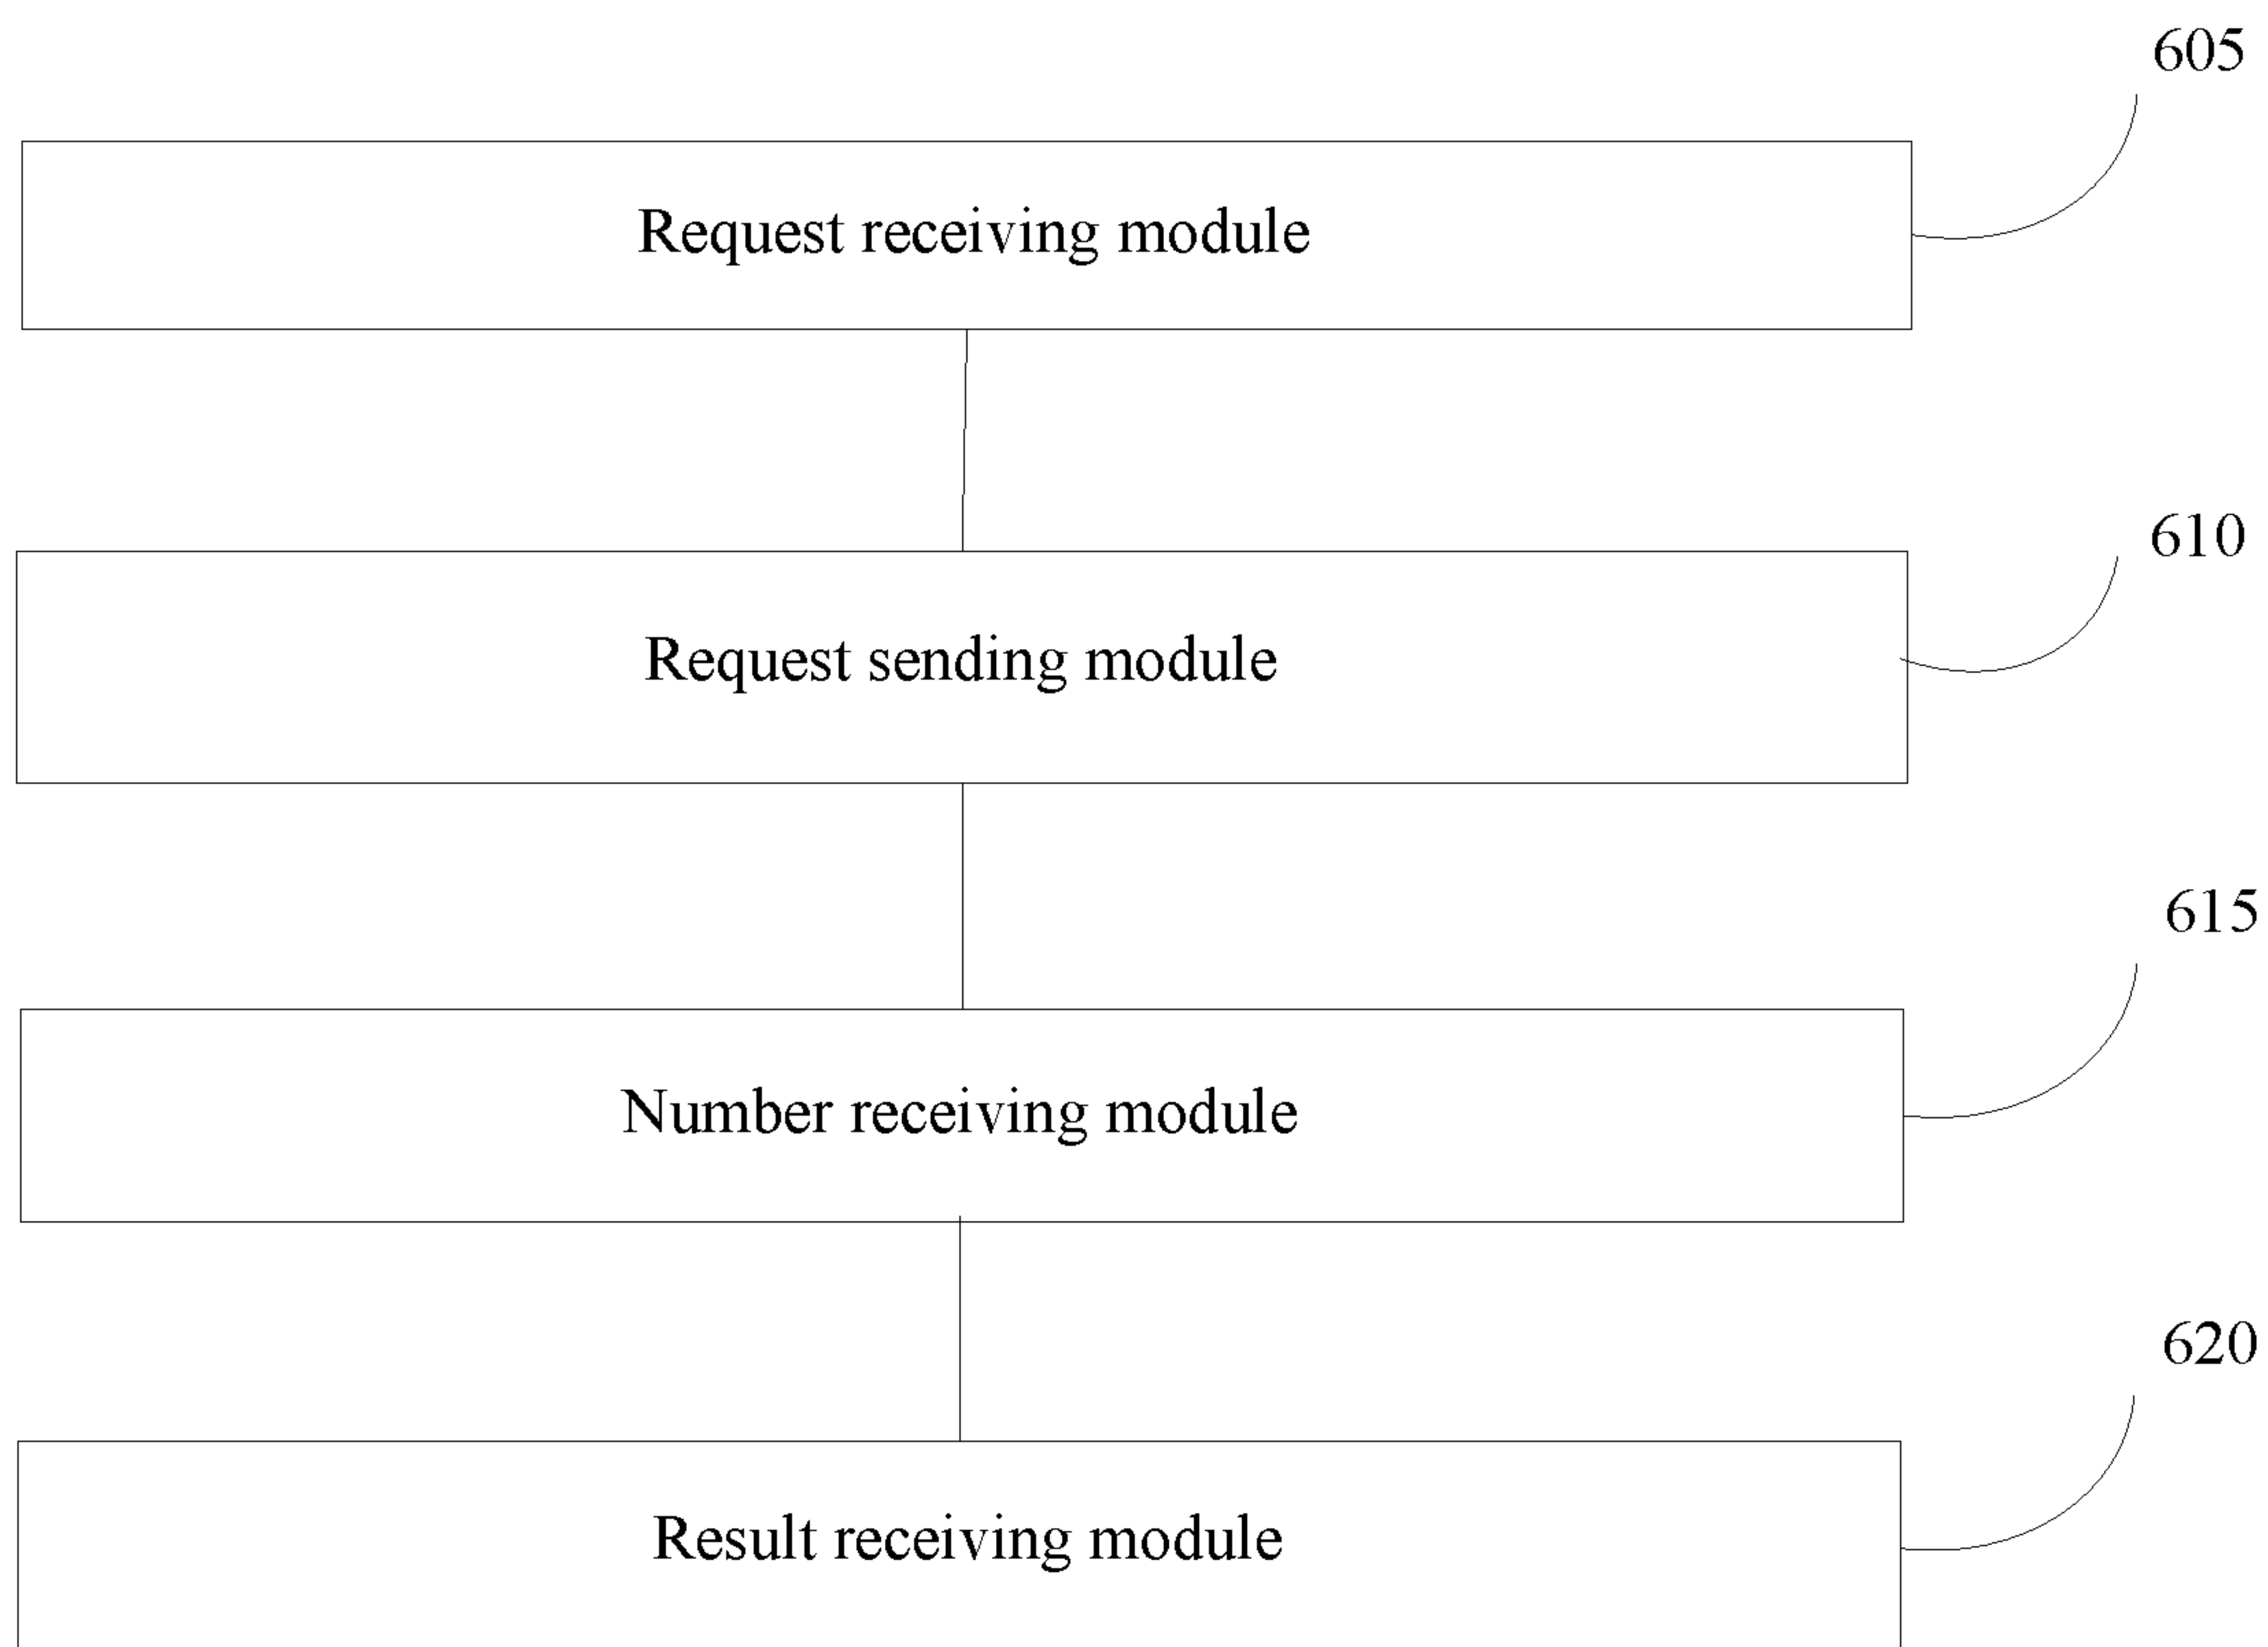 605
Request receiving module
610
Request sending module
615
Number receiving module
620
Result receiving module